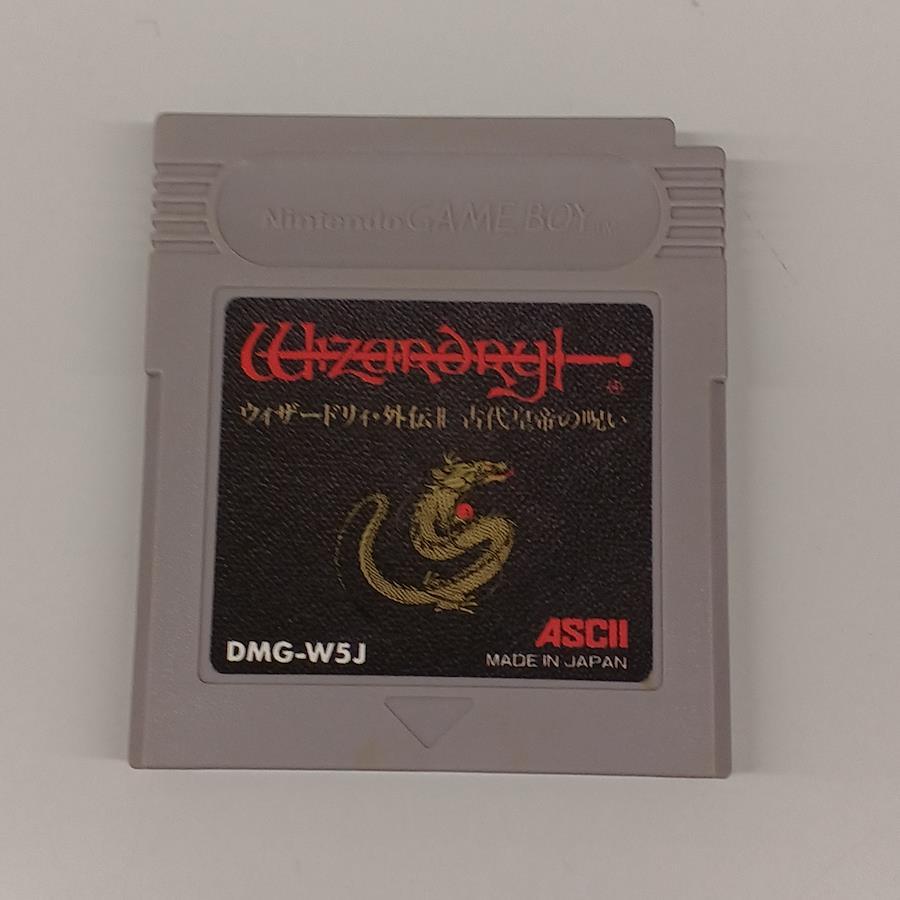 Nintendo GAME BOY TM
Wizardry
ウィザードリィ・外伝II 古代皇帝の呪い
DMG-W5J
ASCII
MADE IN JAPAN